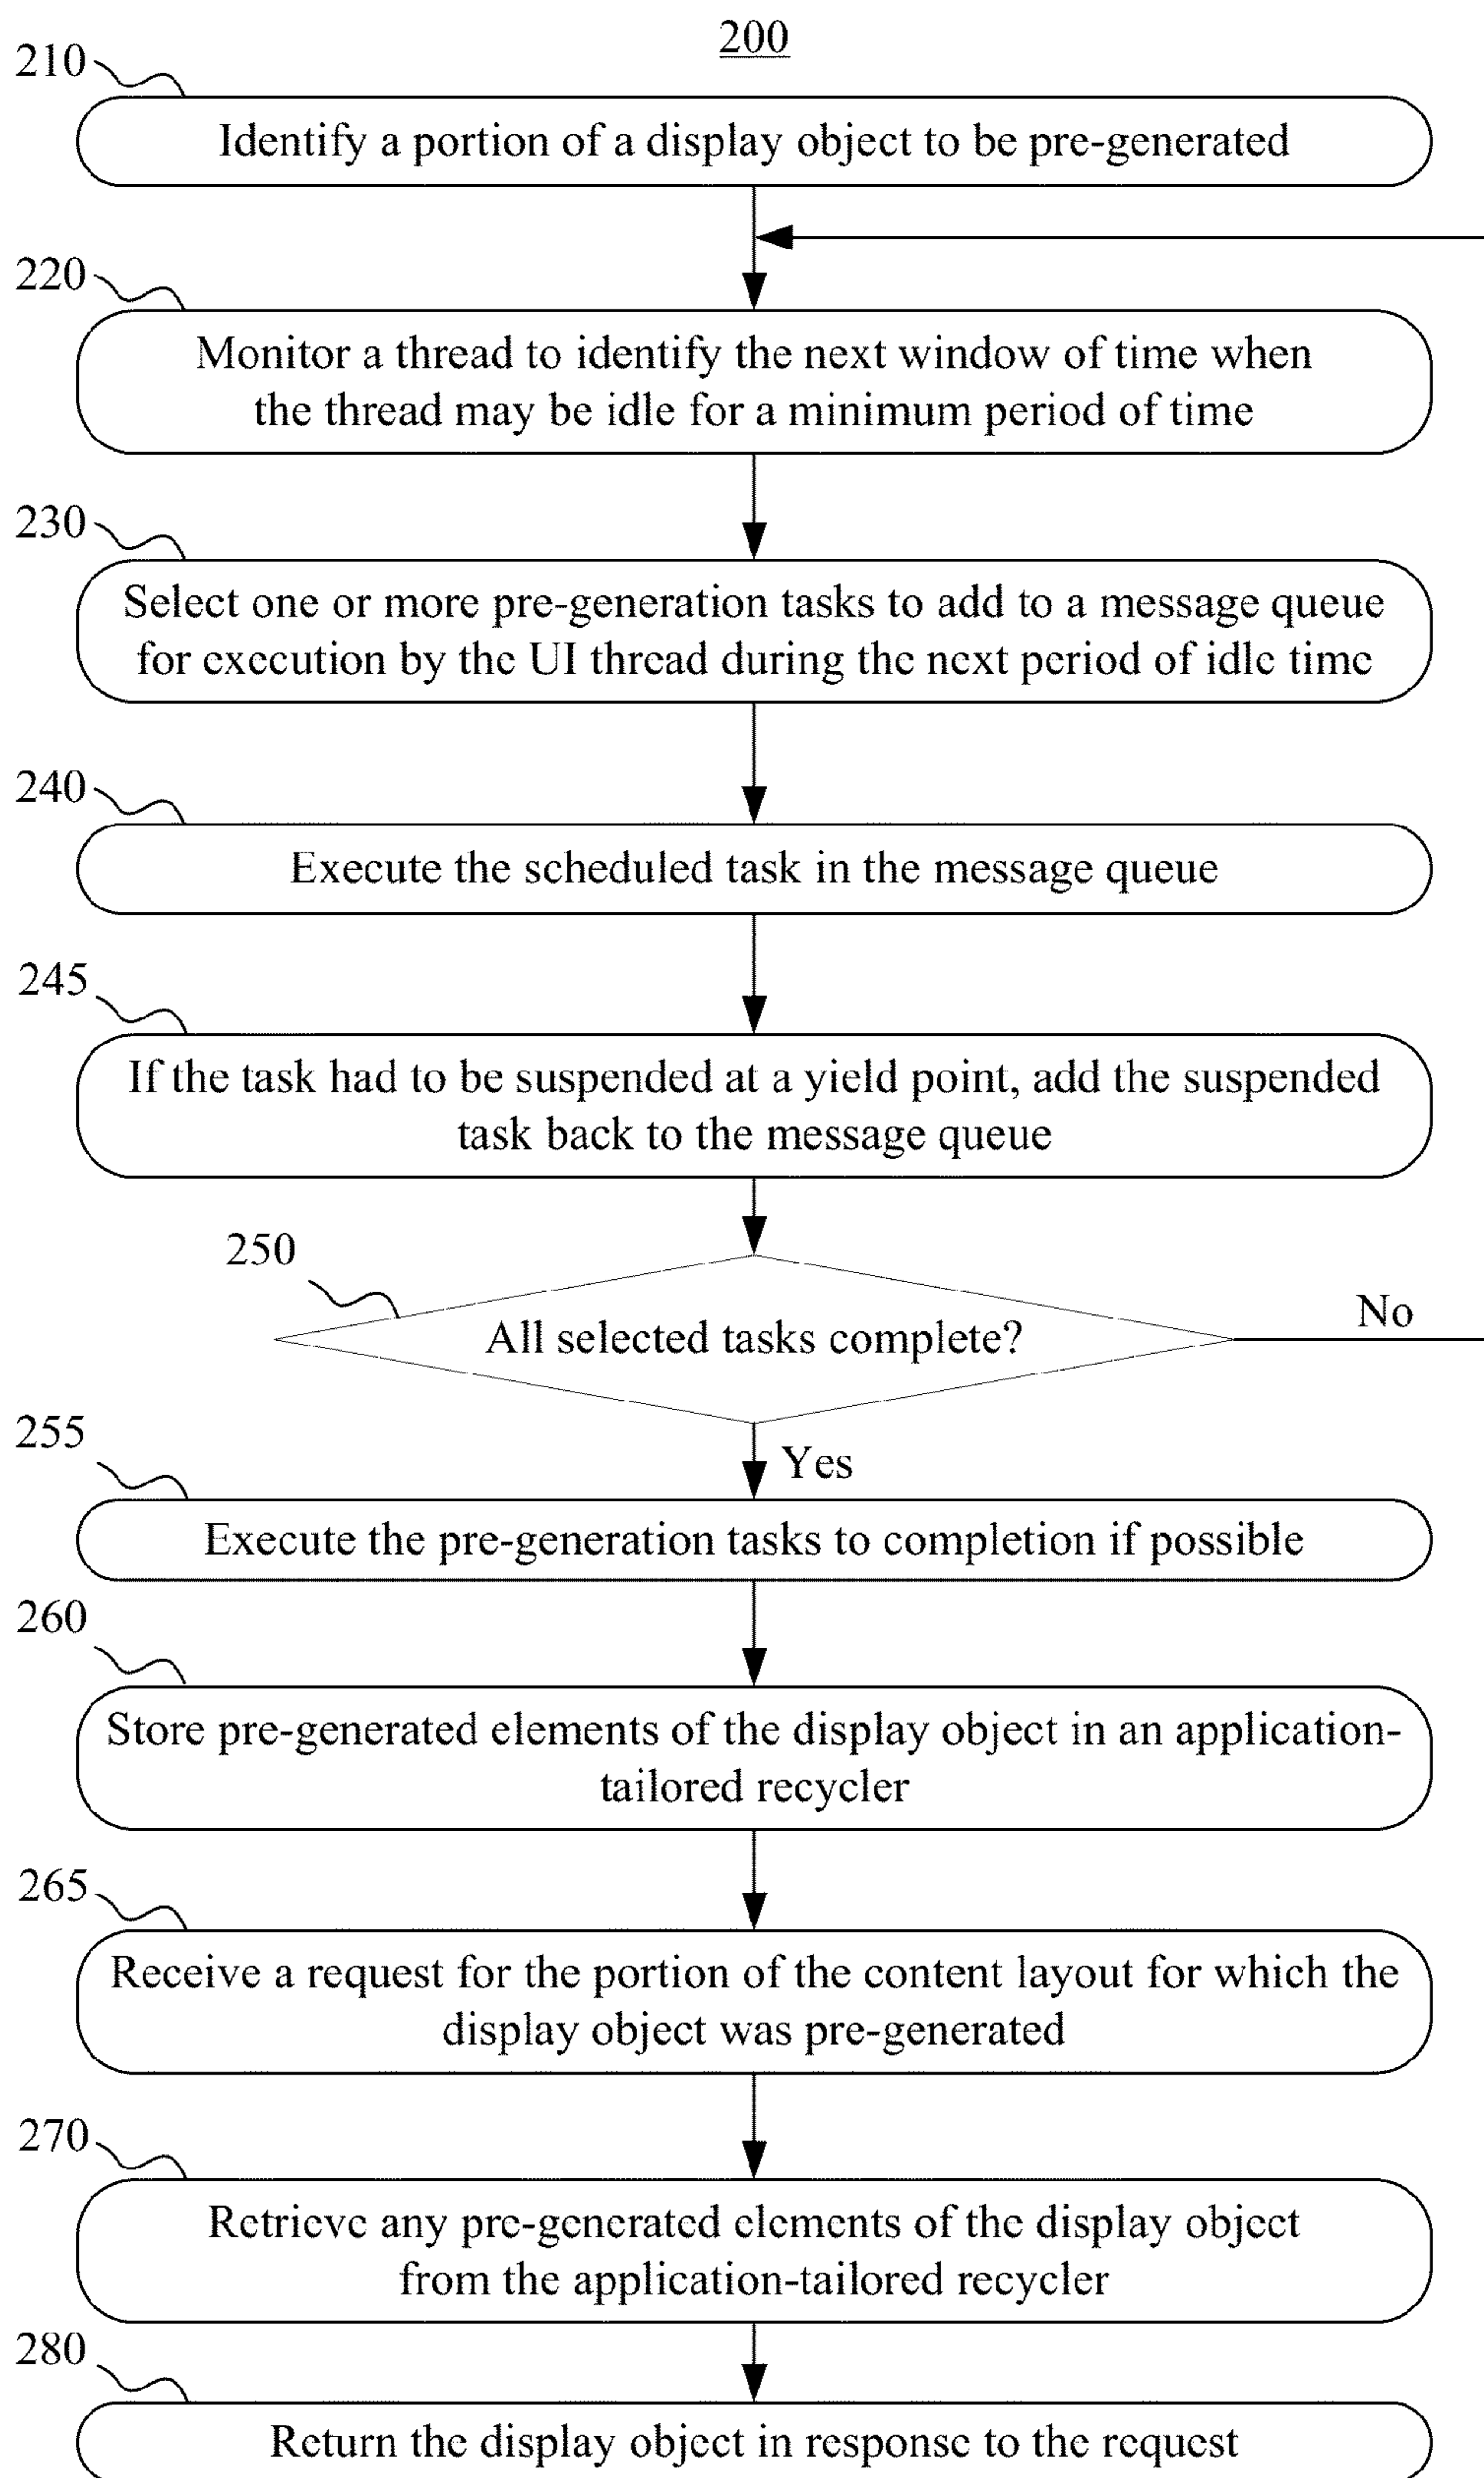 200
210
Identify a portion of a display object to be pre-generated
220
Monitor a thread to identify the next window of time when
the thread may be idle for a minimum period of time
230
Select one or more pre-generation tasks to add to a message queue
for execution by the UI thread during the next period of idle time
240
Execute the scheduled task in the message queue
245
If the task had to be suspended at a yield point, add the suspended
task back to the message queue
250
All selected tasks complete?
No
Yes
255
Execute the pre-generation tasks to completion if possible
260
Store pre-generated elements of the display object in an application-
tailored recycler
265
Receive a request for the portion of the content layout for which the
display object was pre-generated
270
Retrieve any pre-generated elements of the display object
from the application-tailored recycler
280
Return the display object in response to the request